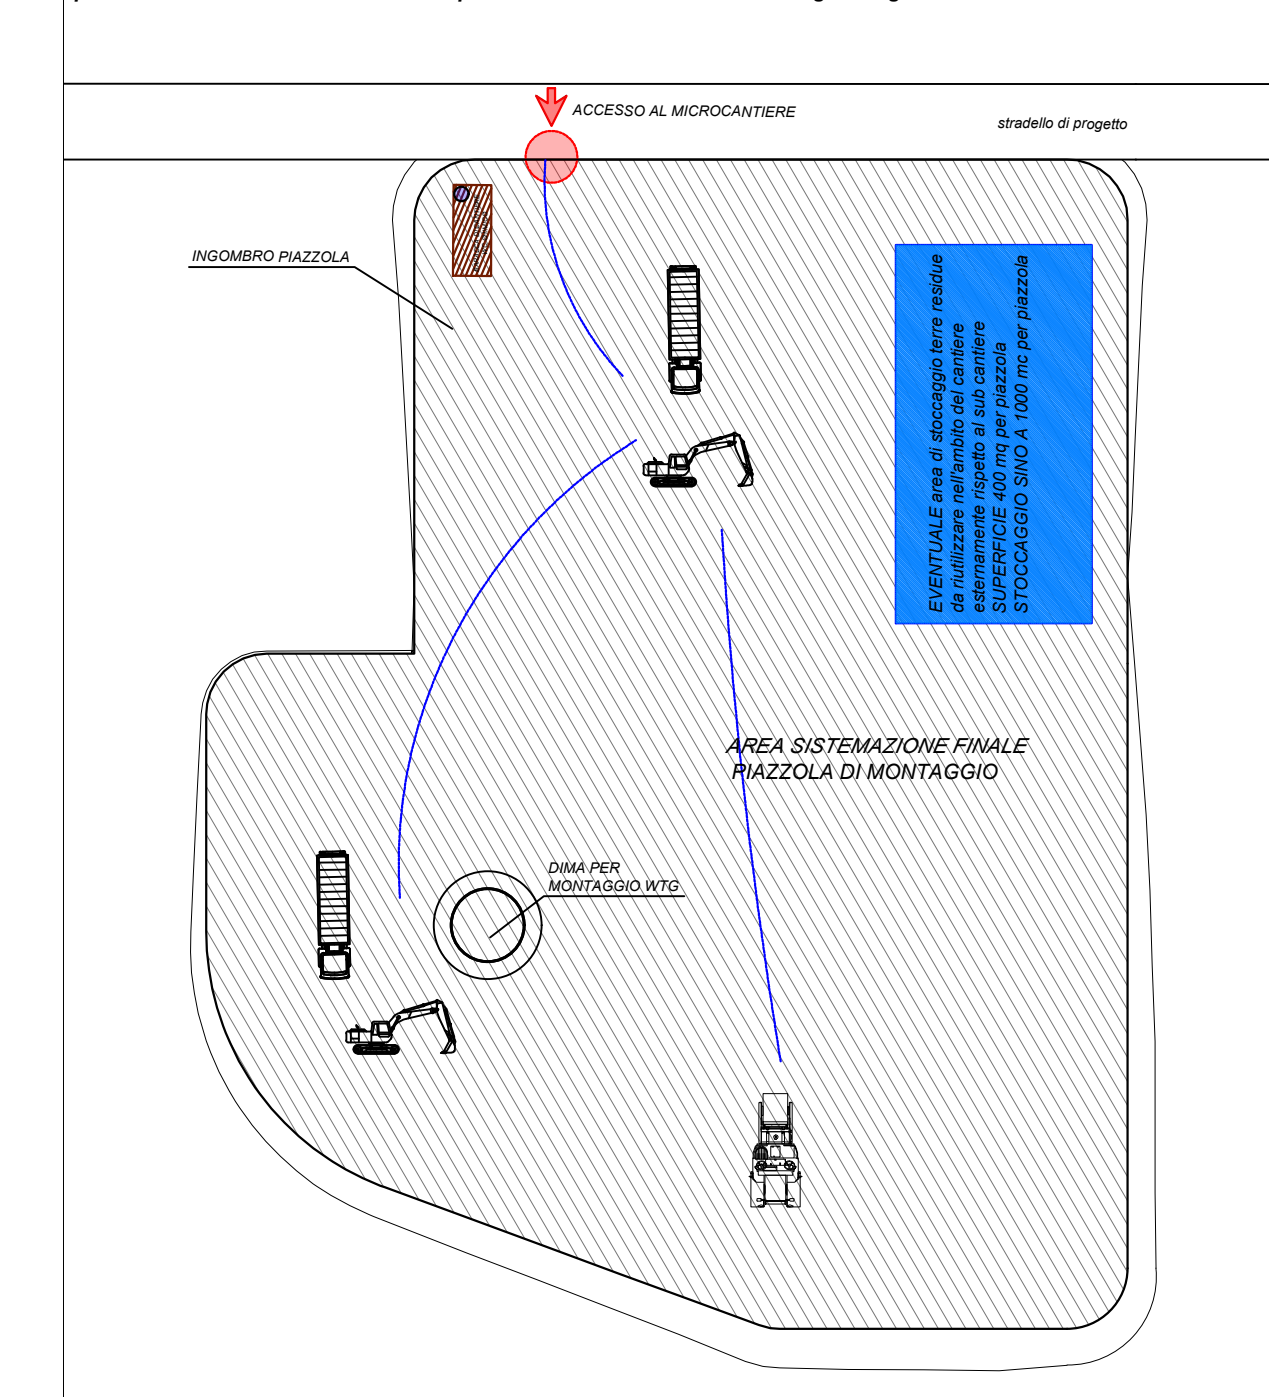 ACCESSO AL MICROCANTIERE
stradello di progetto
INGOMBRO PIAZZOLA
EVENTUALE area di stoccaggio terre residue
da riutilizzare nell'ambito del cantiere
esternamente rispetto al sub cantiere
SUPERFICIE 400 mq per piazzola
STOCCAGGIO SINO A 1000 mc per piazzola
AREA SISTEMAZIONE FINALE
PIAZZOLA DI MONTAGGIO
DIMA PER
MONTAGGIO WTG